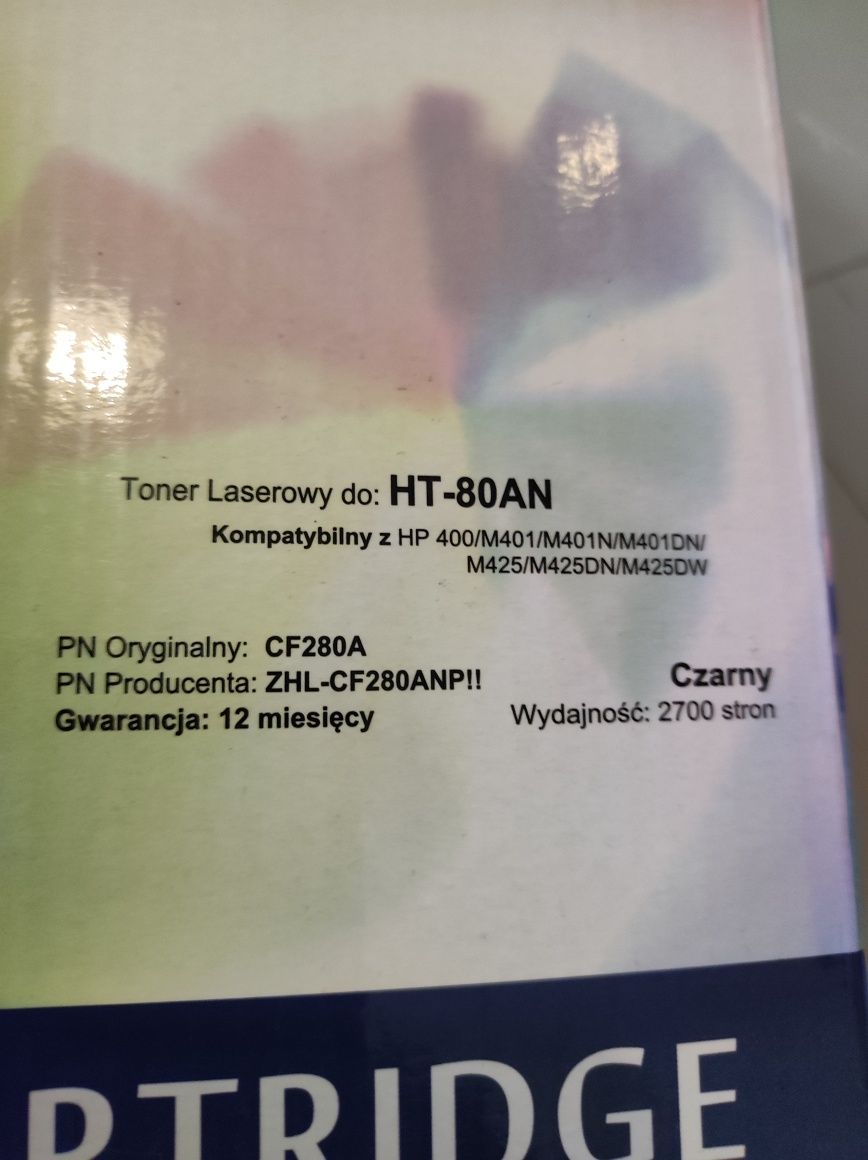 Toner Laserowy do: HT-80AN
Kompatybilny z HP 400/M401/M401N/M401DN/
M425/M425DN/M425DW
PN Oryginalny: CF280A
PN Producenta: ZHL-CF280ANP!!
Gwarancja: 12 miesięcy
Czarny
Wydajność: 2700 stron
RTRIDGE